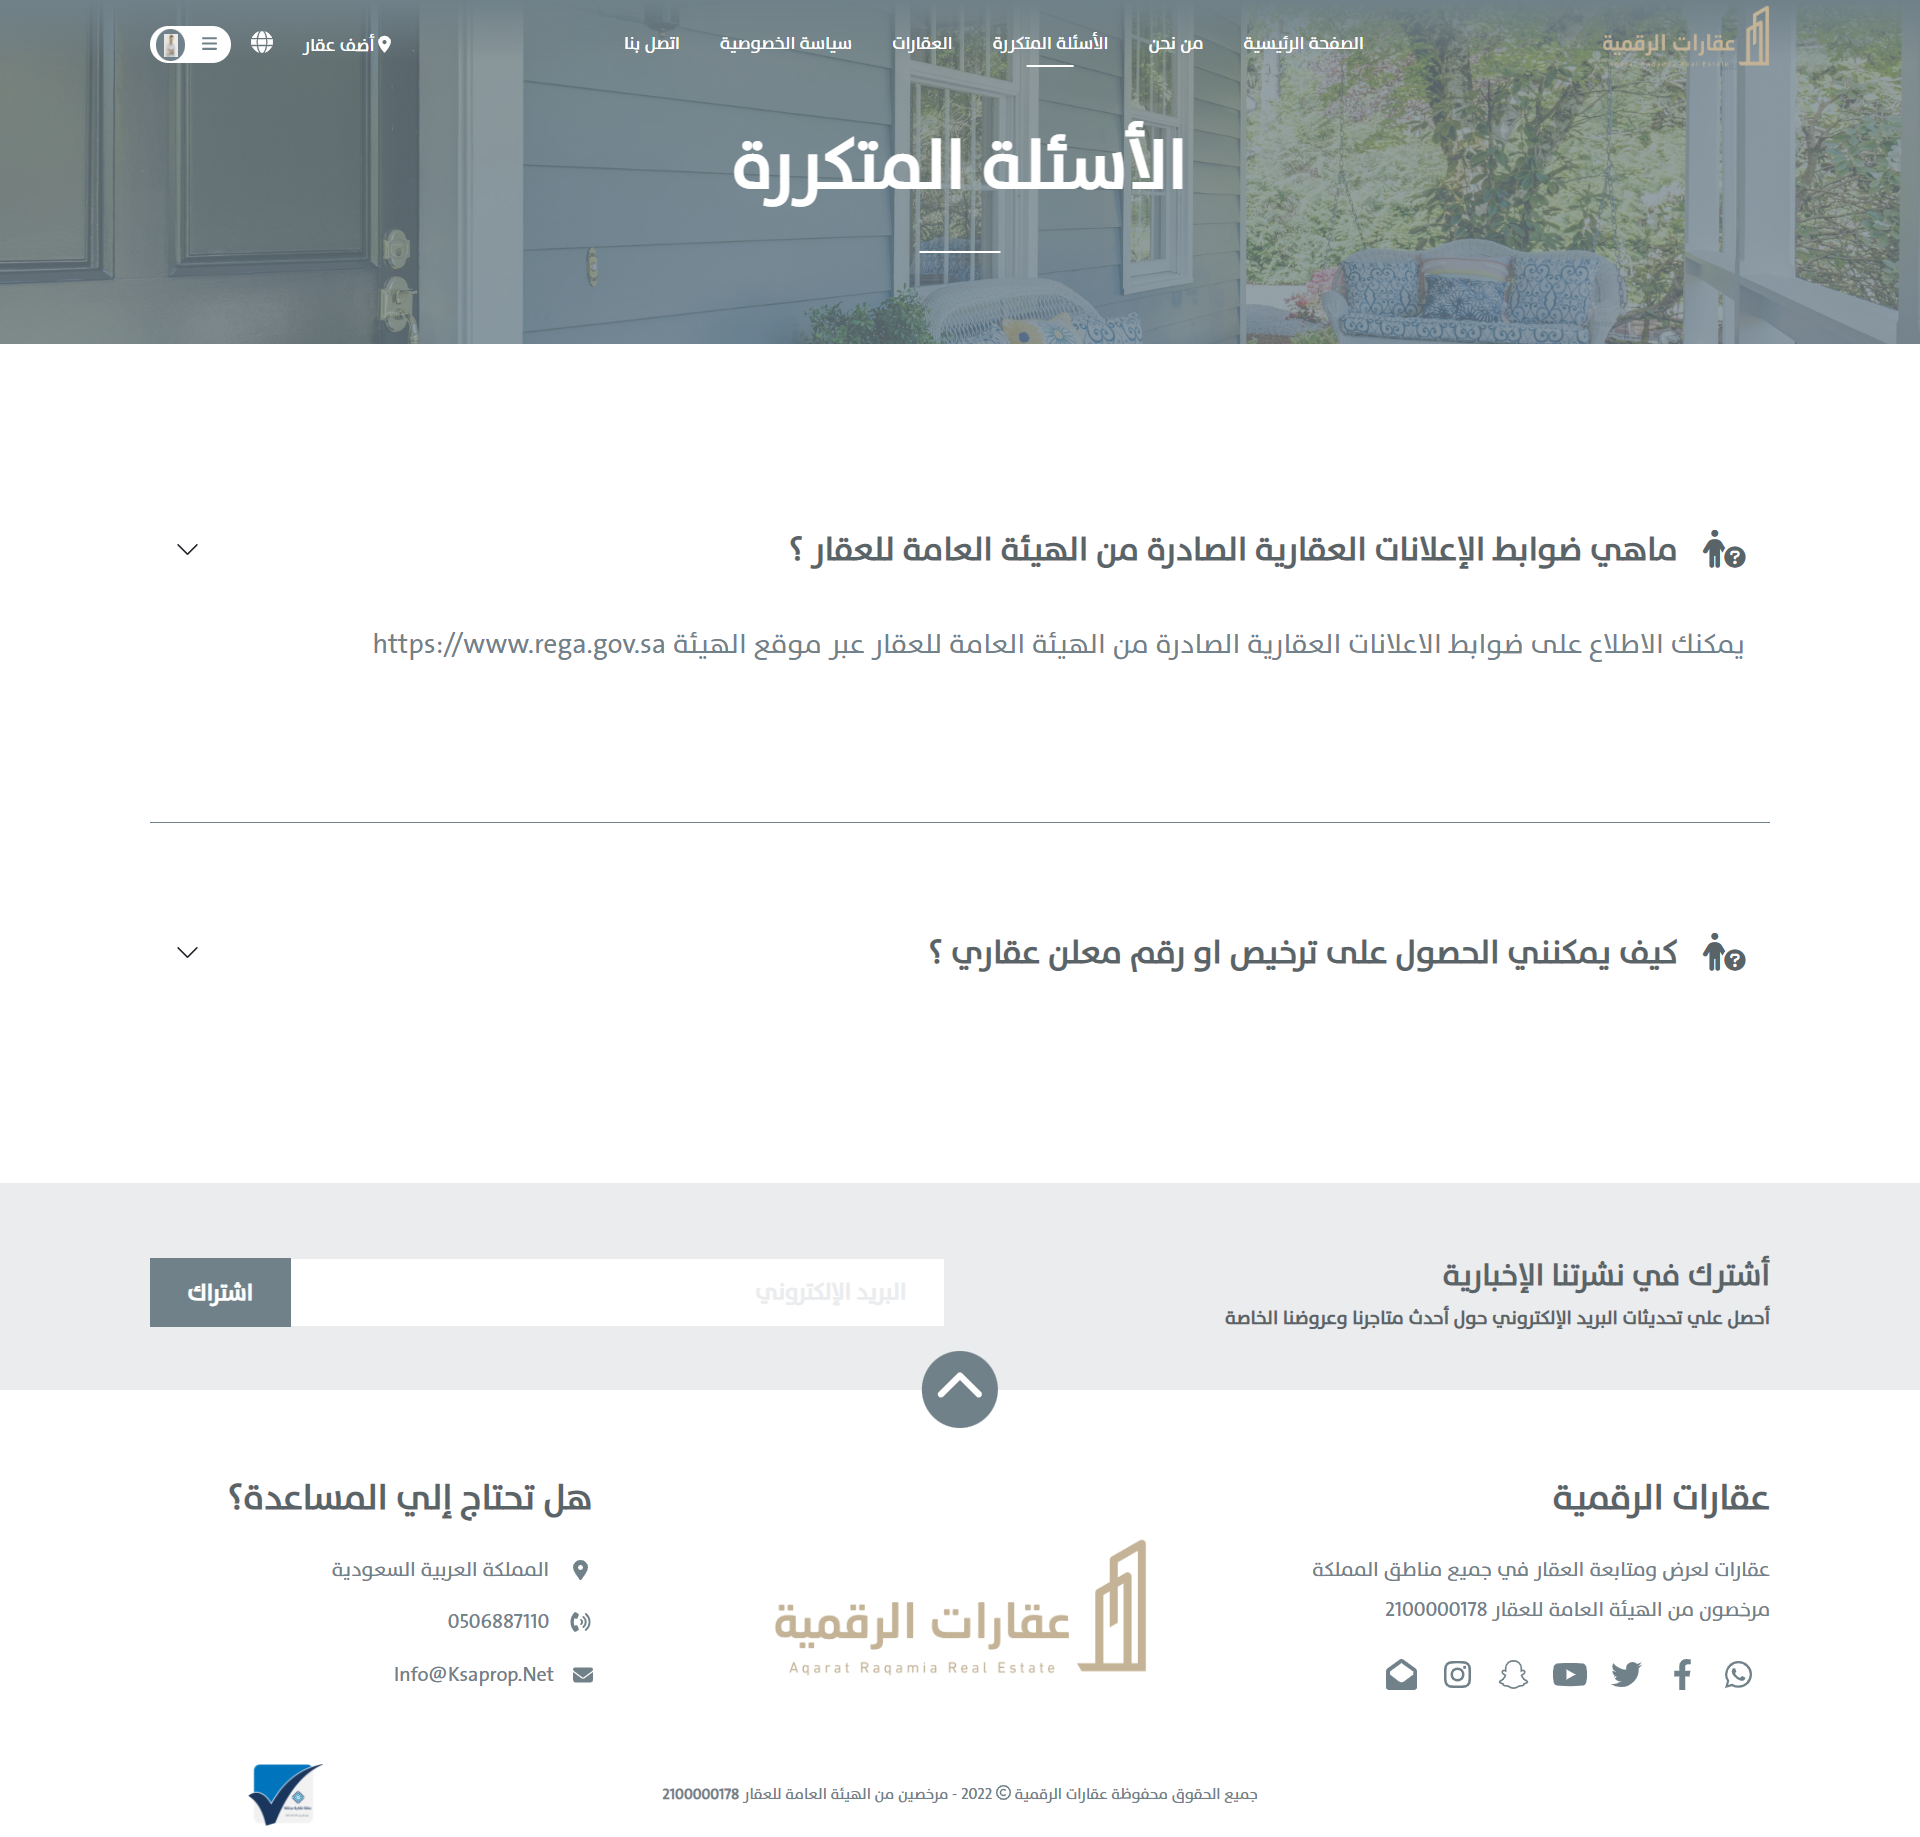 عقارات الرقمية
الصفحة الرئيسية
من نحن
الأسئلة المتكررة
العقارات
سياسة الخصوصية
اتصل بنا
أضف عقار
الأسئلة المتكررة
ماهي ضوابط الإعلانات العقارية الصادرة من الهيئة العامة للعقار ؟
يمكنك الاطلاع على ضوابط الاعلانات العقارية الصادرة من الهيئة العامة للعقار عبر موقع الهيئة https://www.rega.gov.sa
كيف يمكنني الحصول على ترخيص او رقم معلن عقاري ؟
أشترك في نشرتنا الإخبارية
أحصل علي تحديثات البريد الإلكتروني حول أحدث متاجرنا وعروضنا الخاصة
البريد الإلكتروني
اشتراك
عقارات الرقمية
عقارات لعرض ومتابعة العقار في جميع مناطق المملكة
مرخصون من الهيئة العامة للعقار 2100000178
عقارات الرقمية
Aqarat Raqamia Real Estate
هل تحتاج إلي المساعدة؟
المملكة العربية السعودية
0506887110
Info@Ksaprop.Net
جميع الحقوق محفوظة عقارات الرقمية © 2022 - مرخصين من الهيئة العامة للعقار 2100000178